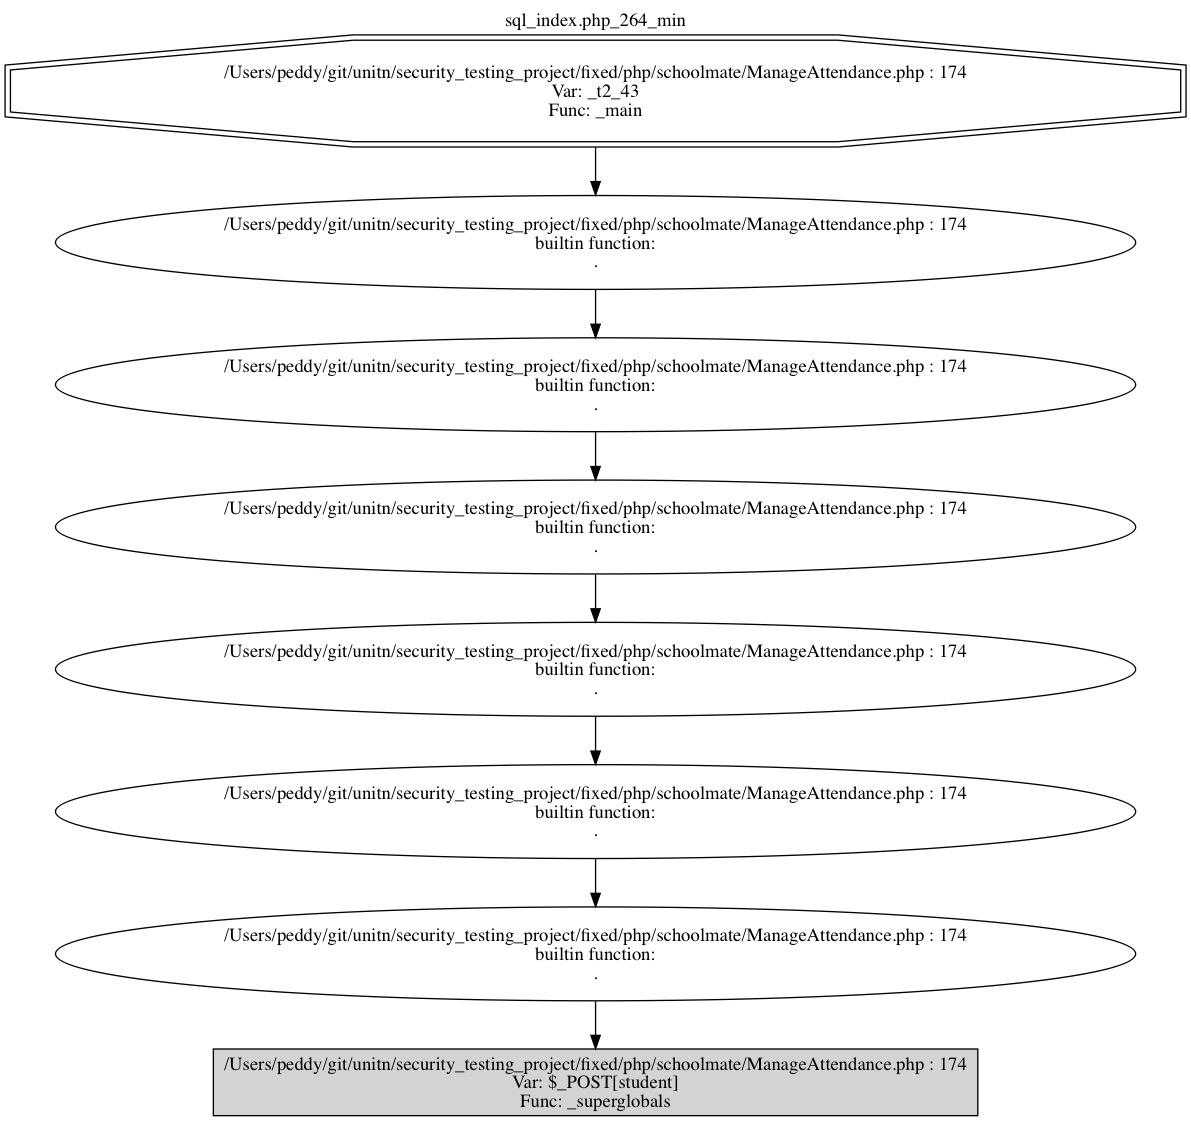 sql_index.php_264_min
/Users/peddy/git/unitn/security_testing_project/fixed/php/schoolmate/ManageAttendance.php : 174
Var: _t2_43
Func: _main
/Users/peddy/git/unitn/security_testing_project/fixed/php/schoolmate/ManageAttendance.php : 174
builtin function:
.
/Users/peddy/git/unitn/security_testing_project/fixed/php/schoolmate/ManageAttendance.php : 174
builtin function:
.
/Users/peddy/git/unitn/security_testing_project/fixed/php/schoolmate/ManageAttendance.php : 174
builtin function:
.
/Users/peddy/git/unitn/security_testing_project/fixed/php/schoolmate/ManageAttendance.php : 174
builtin function:
.
/Users/peddy/git/unitn/security_testing_project/fixed/php/schoolmate/ManageAttendance.php : 174
builtin function:
.
/Users/peddy/git/unitn/security_testing_project/fixed/php/schoolmate/ManageAttendance.php : 174
builtin function:
.
/Users/peddy/git/unitn/security_testing_project/fixed/php/schoolmate/ManageAttendance.php : 174
Var: $_POST[student]
Func: _superglobals